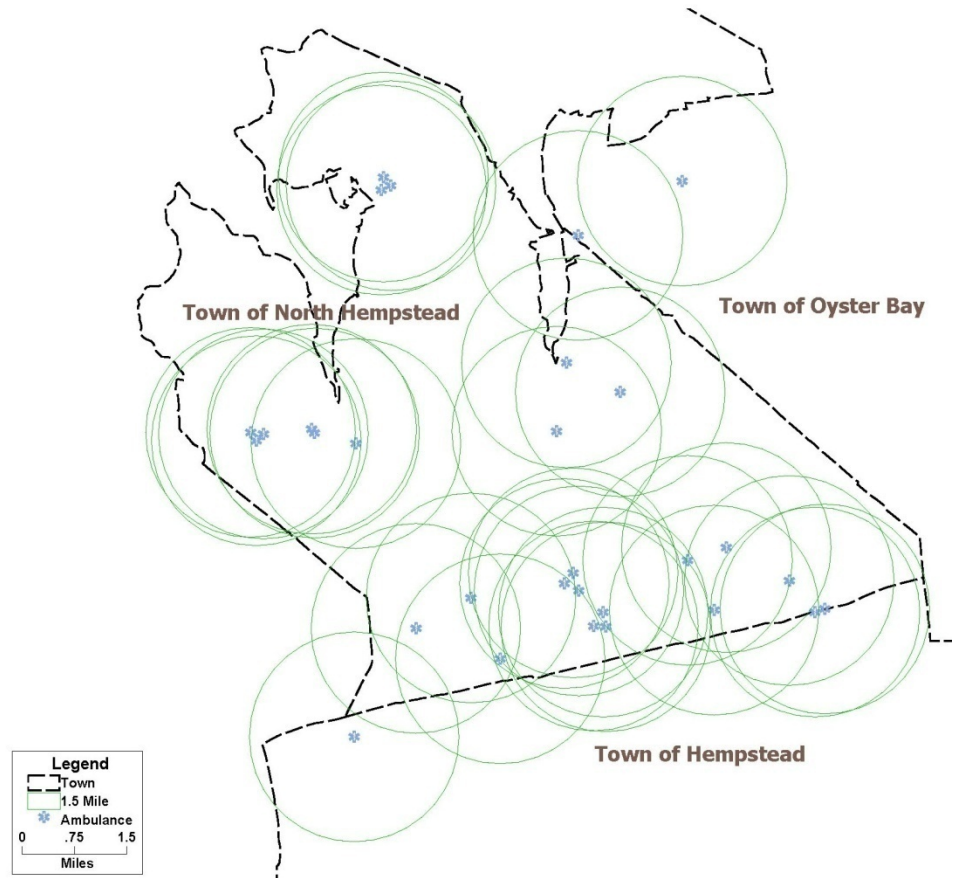 Town of North Hempstead
Town of Oyster Bay
Town of Hempstead
Legend
Town
1.5 Mile
Ambulance
0 .75 1.5
Miles